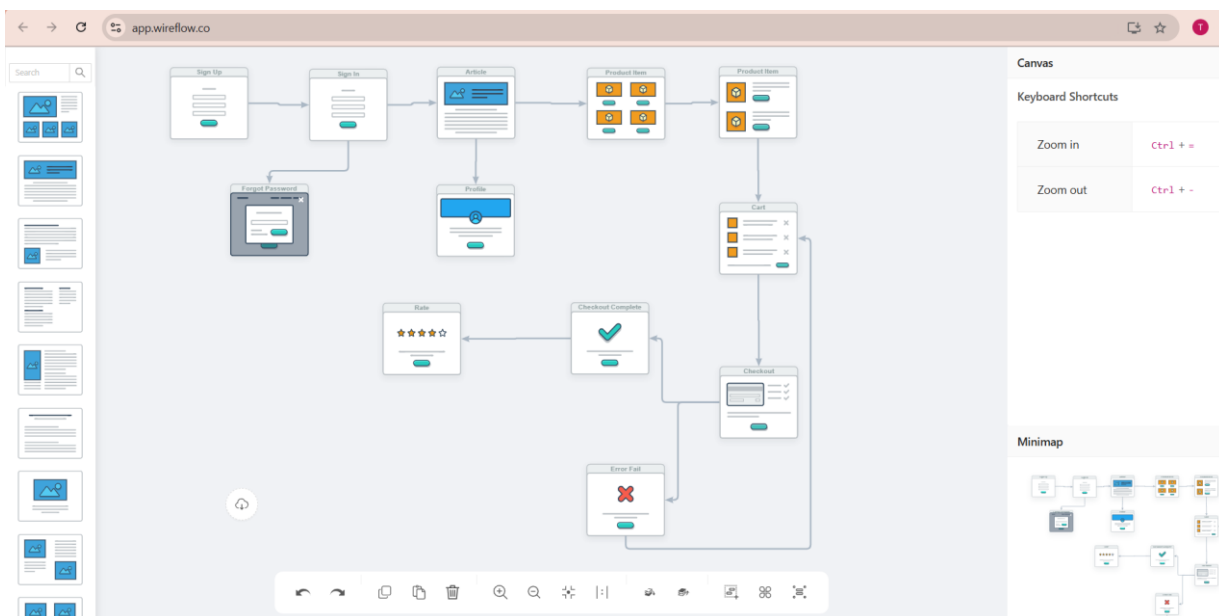 app.wireflow.co
T
Search
Sign Up
Sign In
Article
Product Item
Product Item
Forgot Password
Profile
Cart
Rate
Checkout Complete
Checkout
Error Fail
Canvas
Keyboard Shortcuts
Zoom in Ctrl + =
Zoom out Ctrl + -
Minimap